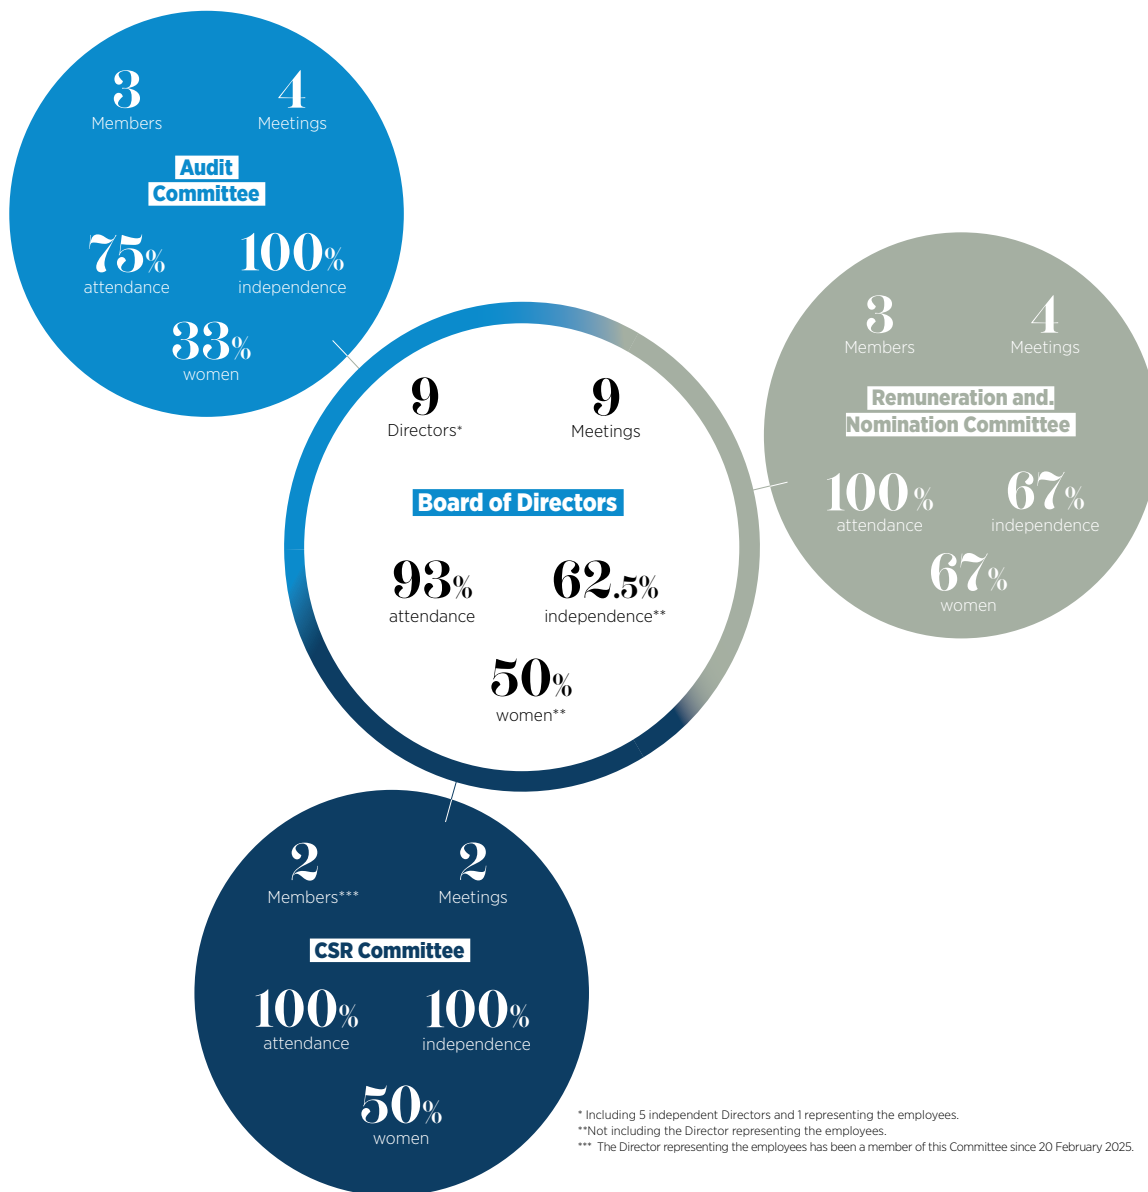 3 4
Members Meetings
Audit
Committee
75% 100%
attendance independence
33%
women
3 4
Members Meetings
Remuneration and.
Nomination Committee
100 % 67%
attendance independence
67%
women
9 9
Directors* Meetings
Board of Directors
93% 62.5%
attendance independence**
50%
women**
2 2
Members*** Meetings
CSR Committee
100% 100%
attendance independence
50%
women
* Including 5 independent Directors and 1 representing the employees.
**Not including the Director representing the employees.
*** The Director representing the employees has been a member of this Committee since 20 February 2025.